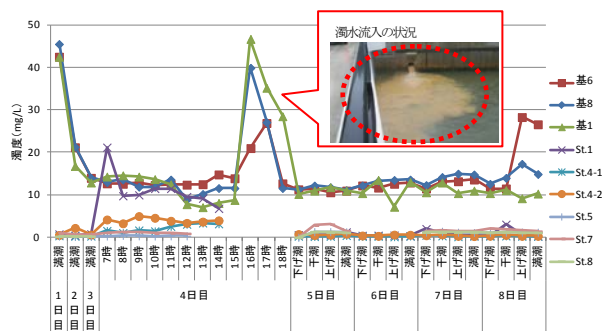 濁度(mg/L)
50
40
30
20
10
0
濁水流入の状況
基6
基8
基1
St.1
St.4-1
St.4-2
St.5
St.7
St.8
満潮 満潮 満潮 7時 8時 9時 10時 11時 12時 13時 14時 15時 16時 17時 18時 下げ潮 干潮 上げ潮 満潮 下げ潮 干潮 上げ潮 満潮 下げ潮 干潮 上げ潮 満潮 下げ潮 干潮 上げ潮 満潮
1日目 2日目 3日目 4日目 5日目 6日目 7日目 8日目